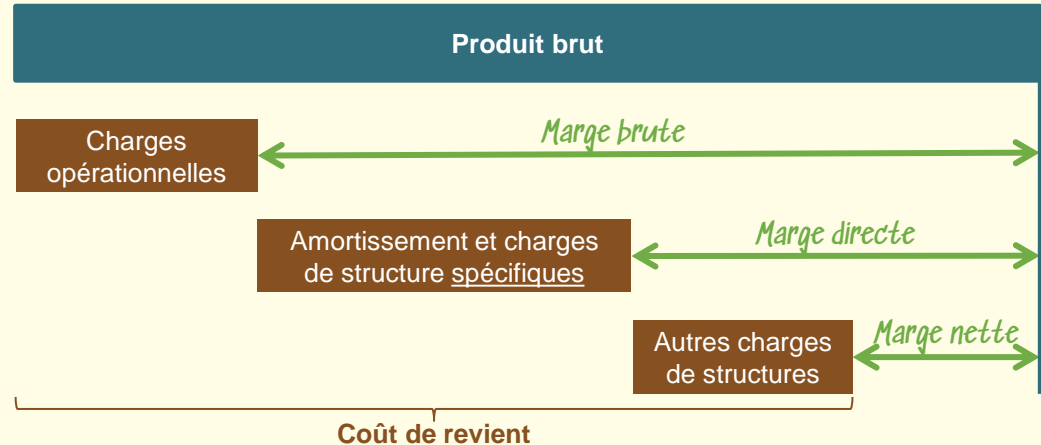 Produit brut
Charges
opérationnelles
Marge brute
Amortissement et charges
de structure spécifiques
Marge directe
Autres charges
de structures
Marge nette
Coût de revient